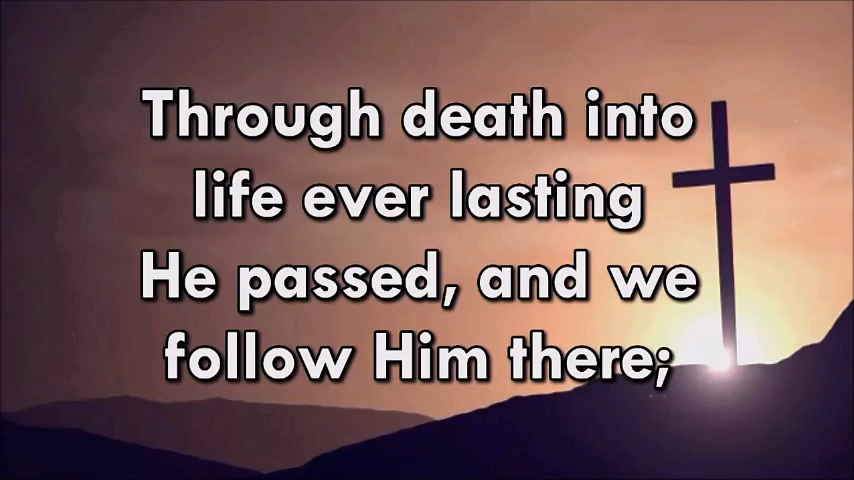 Through death into
life ever lasting
He passed, and we
follow Him there;